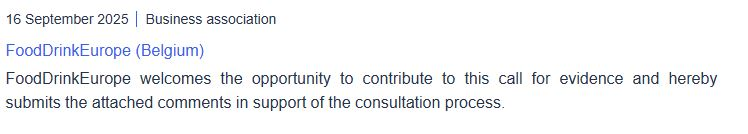 16 September 2025 | Business association
FoodDrinkEurope (Belgium)
FoodDrinkEurope welcomes the opportunity to contribute to this call for evidence and hereby
submits the attached comments in support of the consultation process.